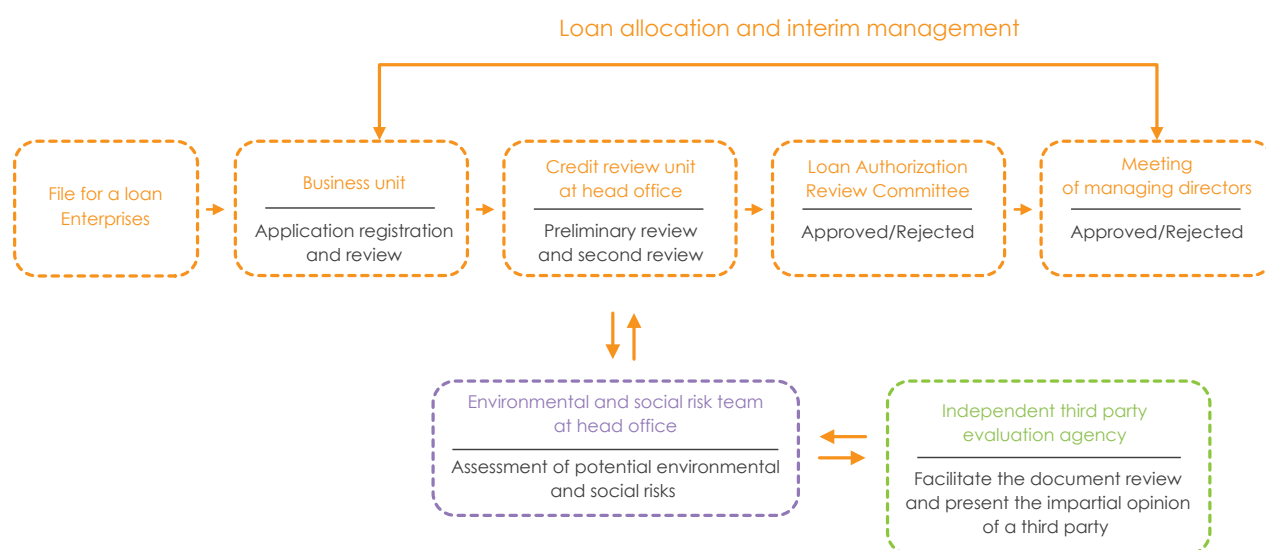 Loan allocation and interim management
File for a loan
Enterprises
Business unit
Application registration
and review
Credit review unit
at head office
Preliminary review
and second review
Loan Authorization
Review Committee
Approved/Rejected
Meeting
of managing directors
Approved/Rejected
Environmental and social risk team
at head office
Assessment of potential environmental
and social risks
Independent third party
evaluation agency
Facilitate the document review
and present the impartial opinion
of a third party